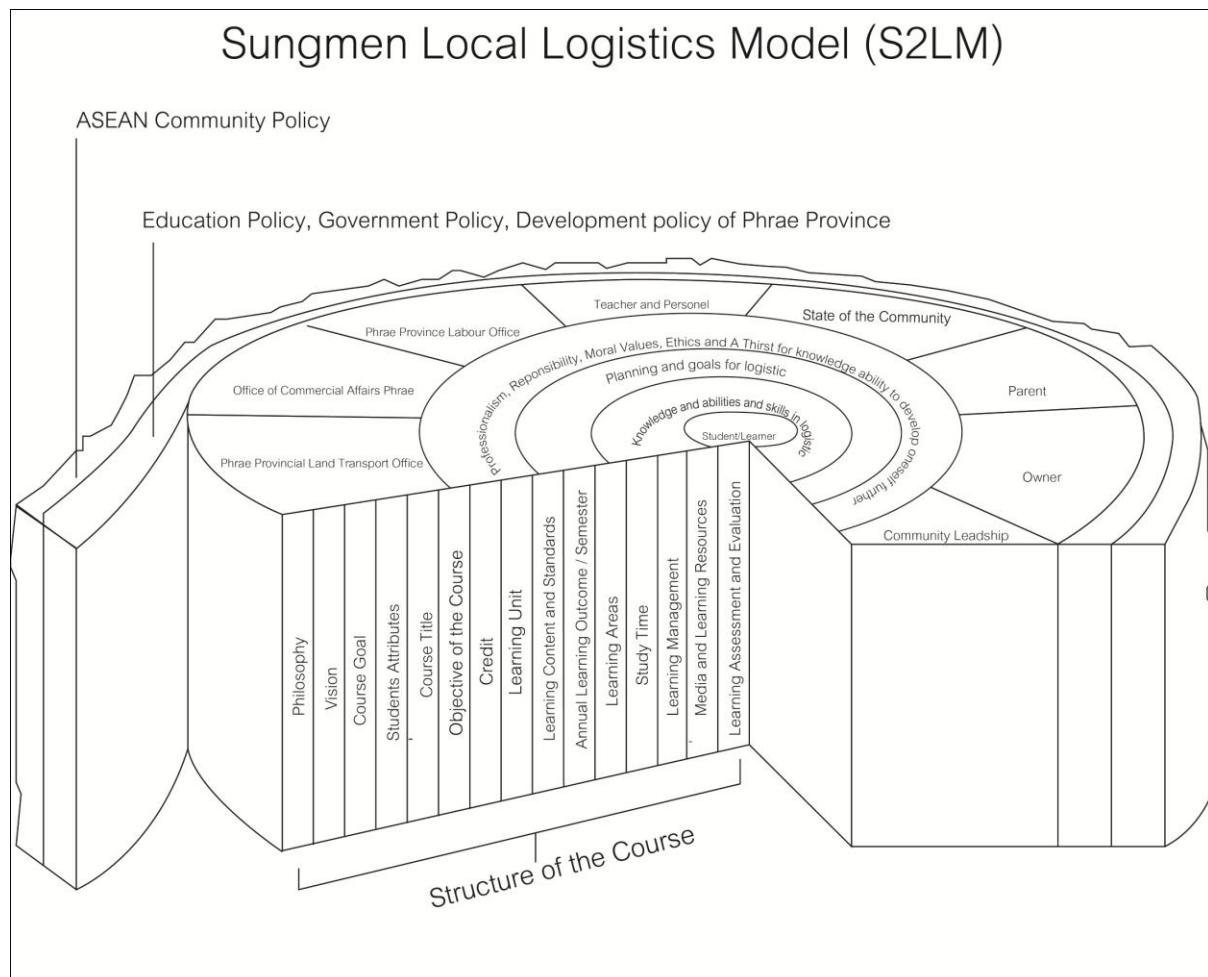 Sungmen Local Logistics Model (S2LM)
ASEAN Community Policy
Education Policy, Government Policy, Development policy of Phrae Province
Teacher and Personel
State of the Community
Phrae Province Labour Office
Parent
Office of Commercial Affairs Phrae
Owner
Phrae Provincial Land Transport Office
Community Leadship
Professionalism, Reponsibility, Moral Values, Ethics and A Thirst for knowledge ability to develop oneself further
Planning and goals for logistic
Knowledge and abilities and skills in logistic
Student/Learner
Philosophy
Vision
Course Goal
Students Attributes
Course Title
Objective of the Course
Credit
Learning Unit
Learning Content and Standards
Annual Learning Outcome / Semester
Learning Areas
Study Time
Learning Management
Media and Learning Resources
Learning Assessment and Evaluation
Structure of the Course